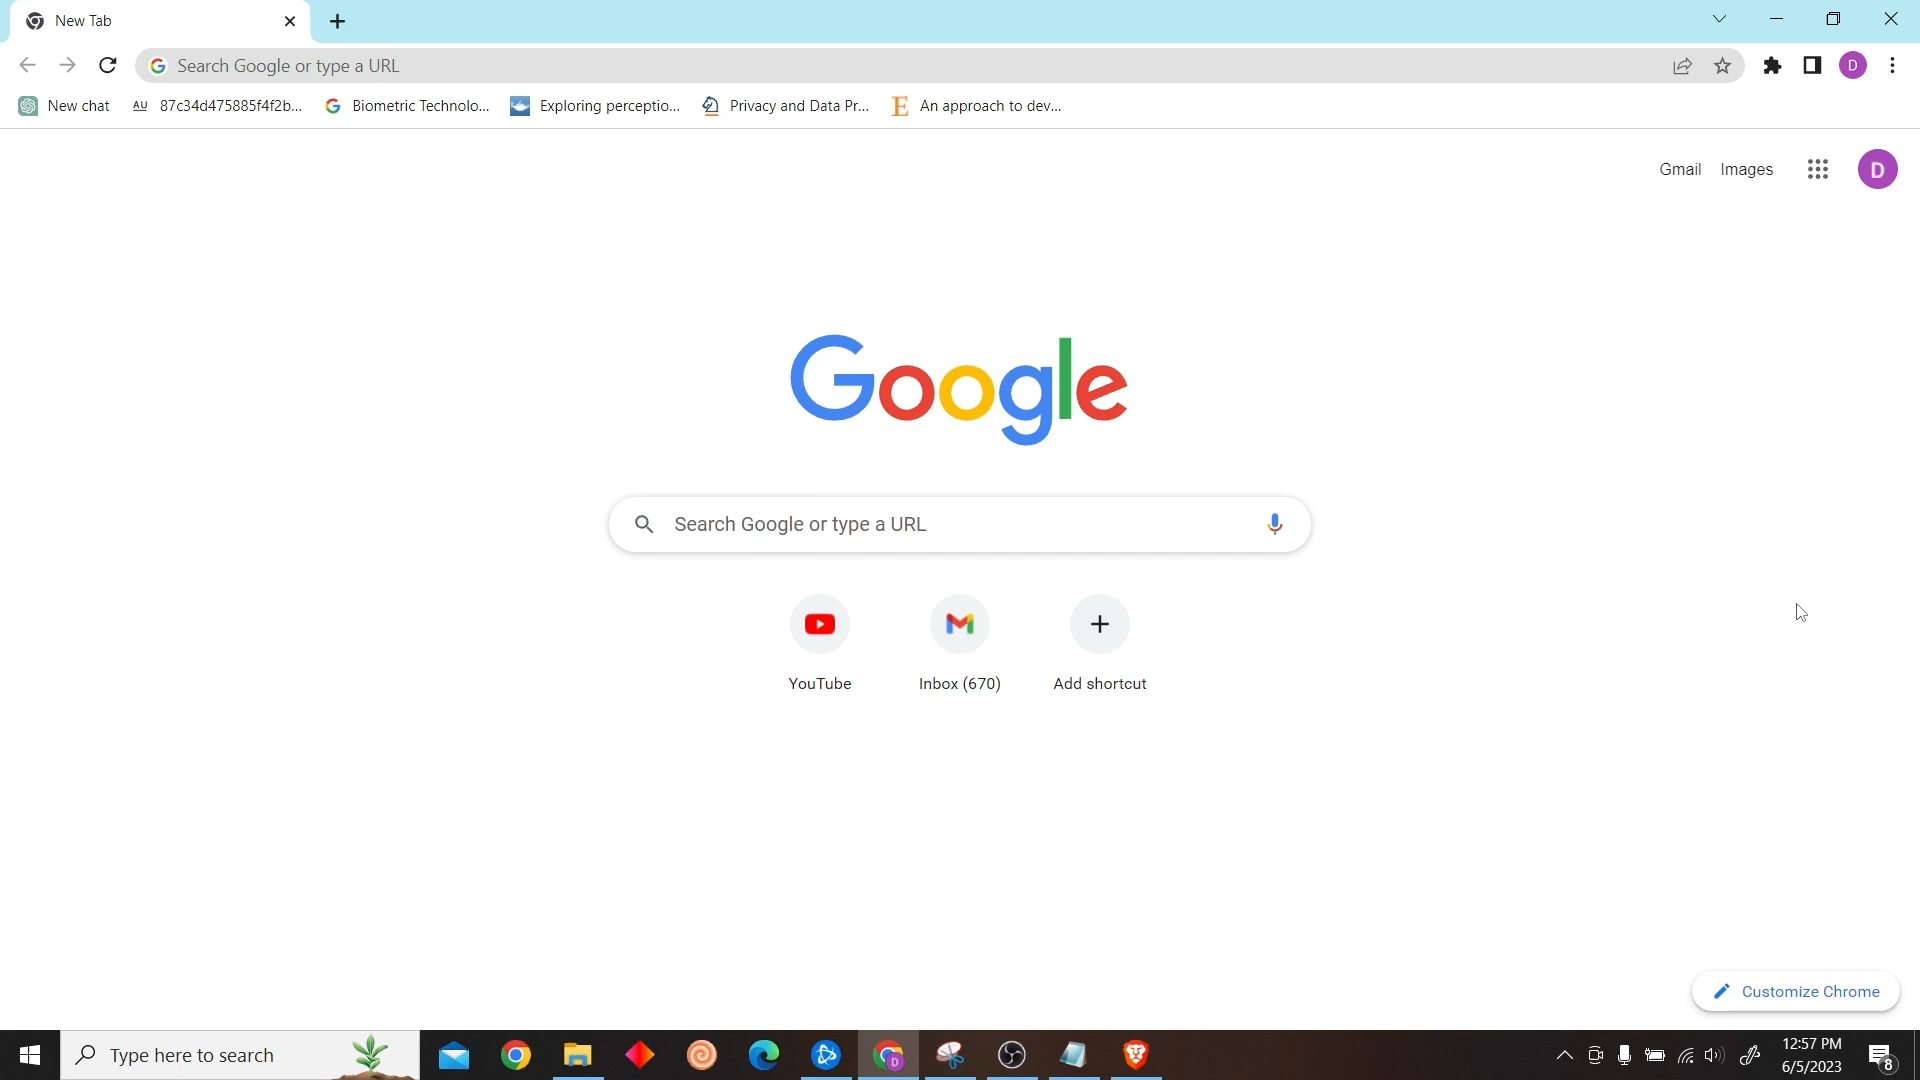 New Tab
Search Google or type a URL
New chat
AU 87c34d475885f4f2b...
Biometric Technolo...
Exploring perceptio...
Privacy and Data Pr...
E An approach to dev...
D
Gmail Images
D
Google
Search Google or type a URL
YouTube
Inbox (670)
Add shortcut
Customize Chrome
Type here to search
D
12:57 PM
6/5/2023
8